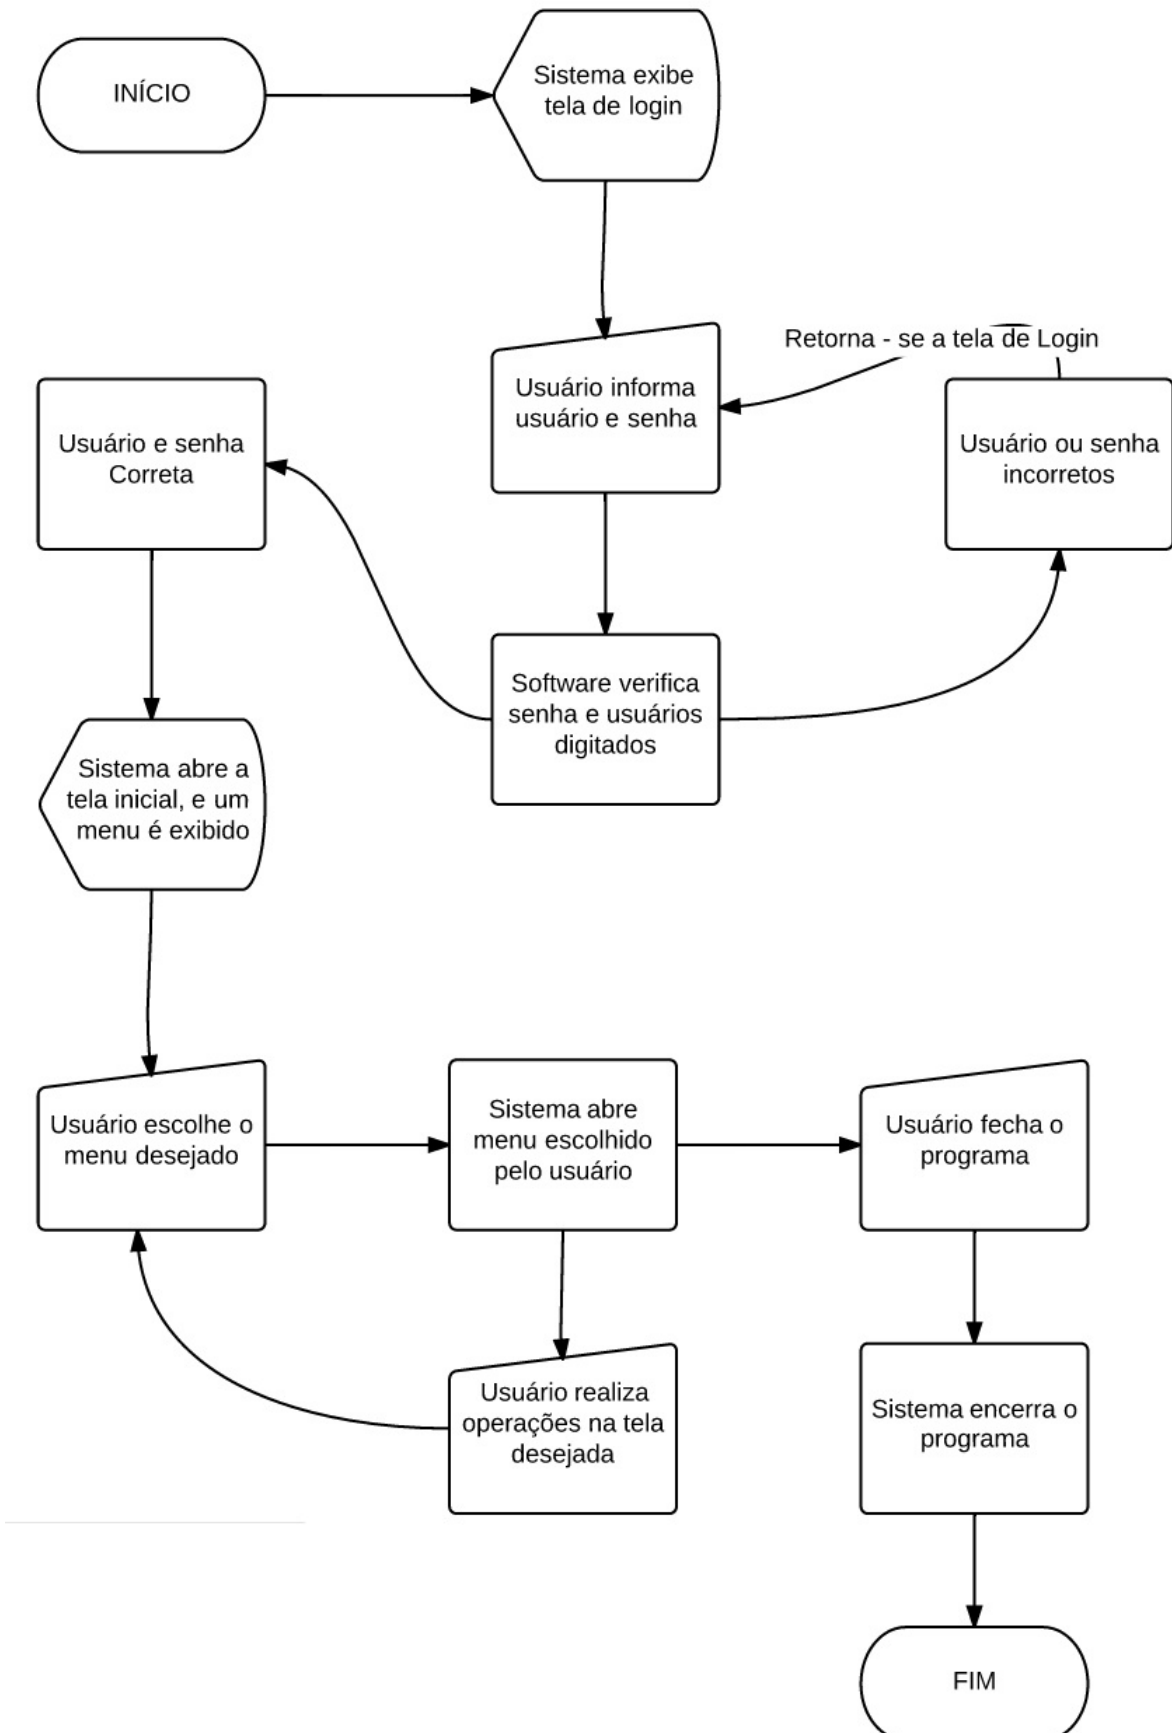 INÍCIO
Sistema exibe
tela de login
Retorna - se a tela de Login
Usuário informa
usuário e senha
Usuário e senha
Correta
Usuário ou senha
incorretos
Software verifica
senha e usuários
digitados
Sistema abre a
tela inicial, e um
menu é exibido
Usuário escolhe o
menu desejado
Sistema abre
menu escolhido
pelo usuário
Usuário fecha o
programa
Usuário realiza
operações na tela
desejada
Sistema encerra o
programa
FIM